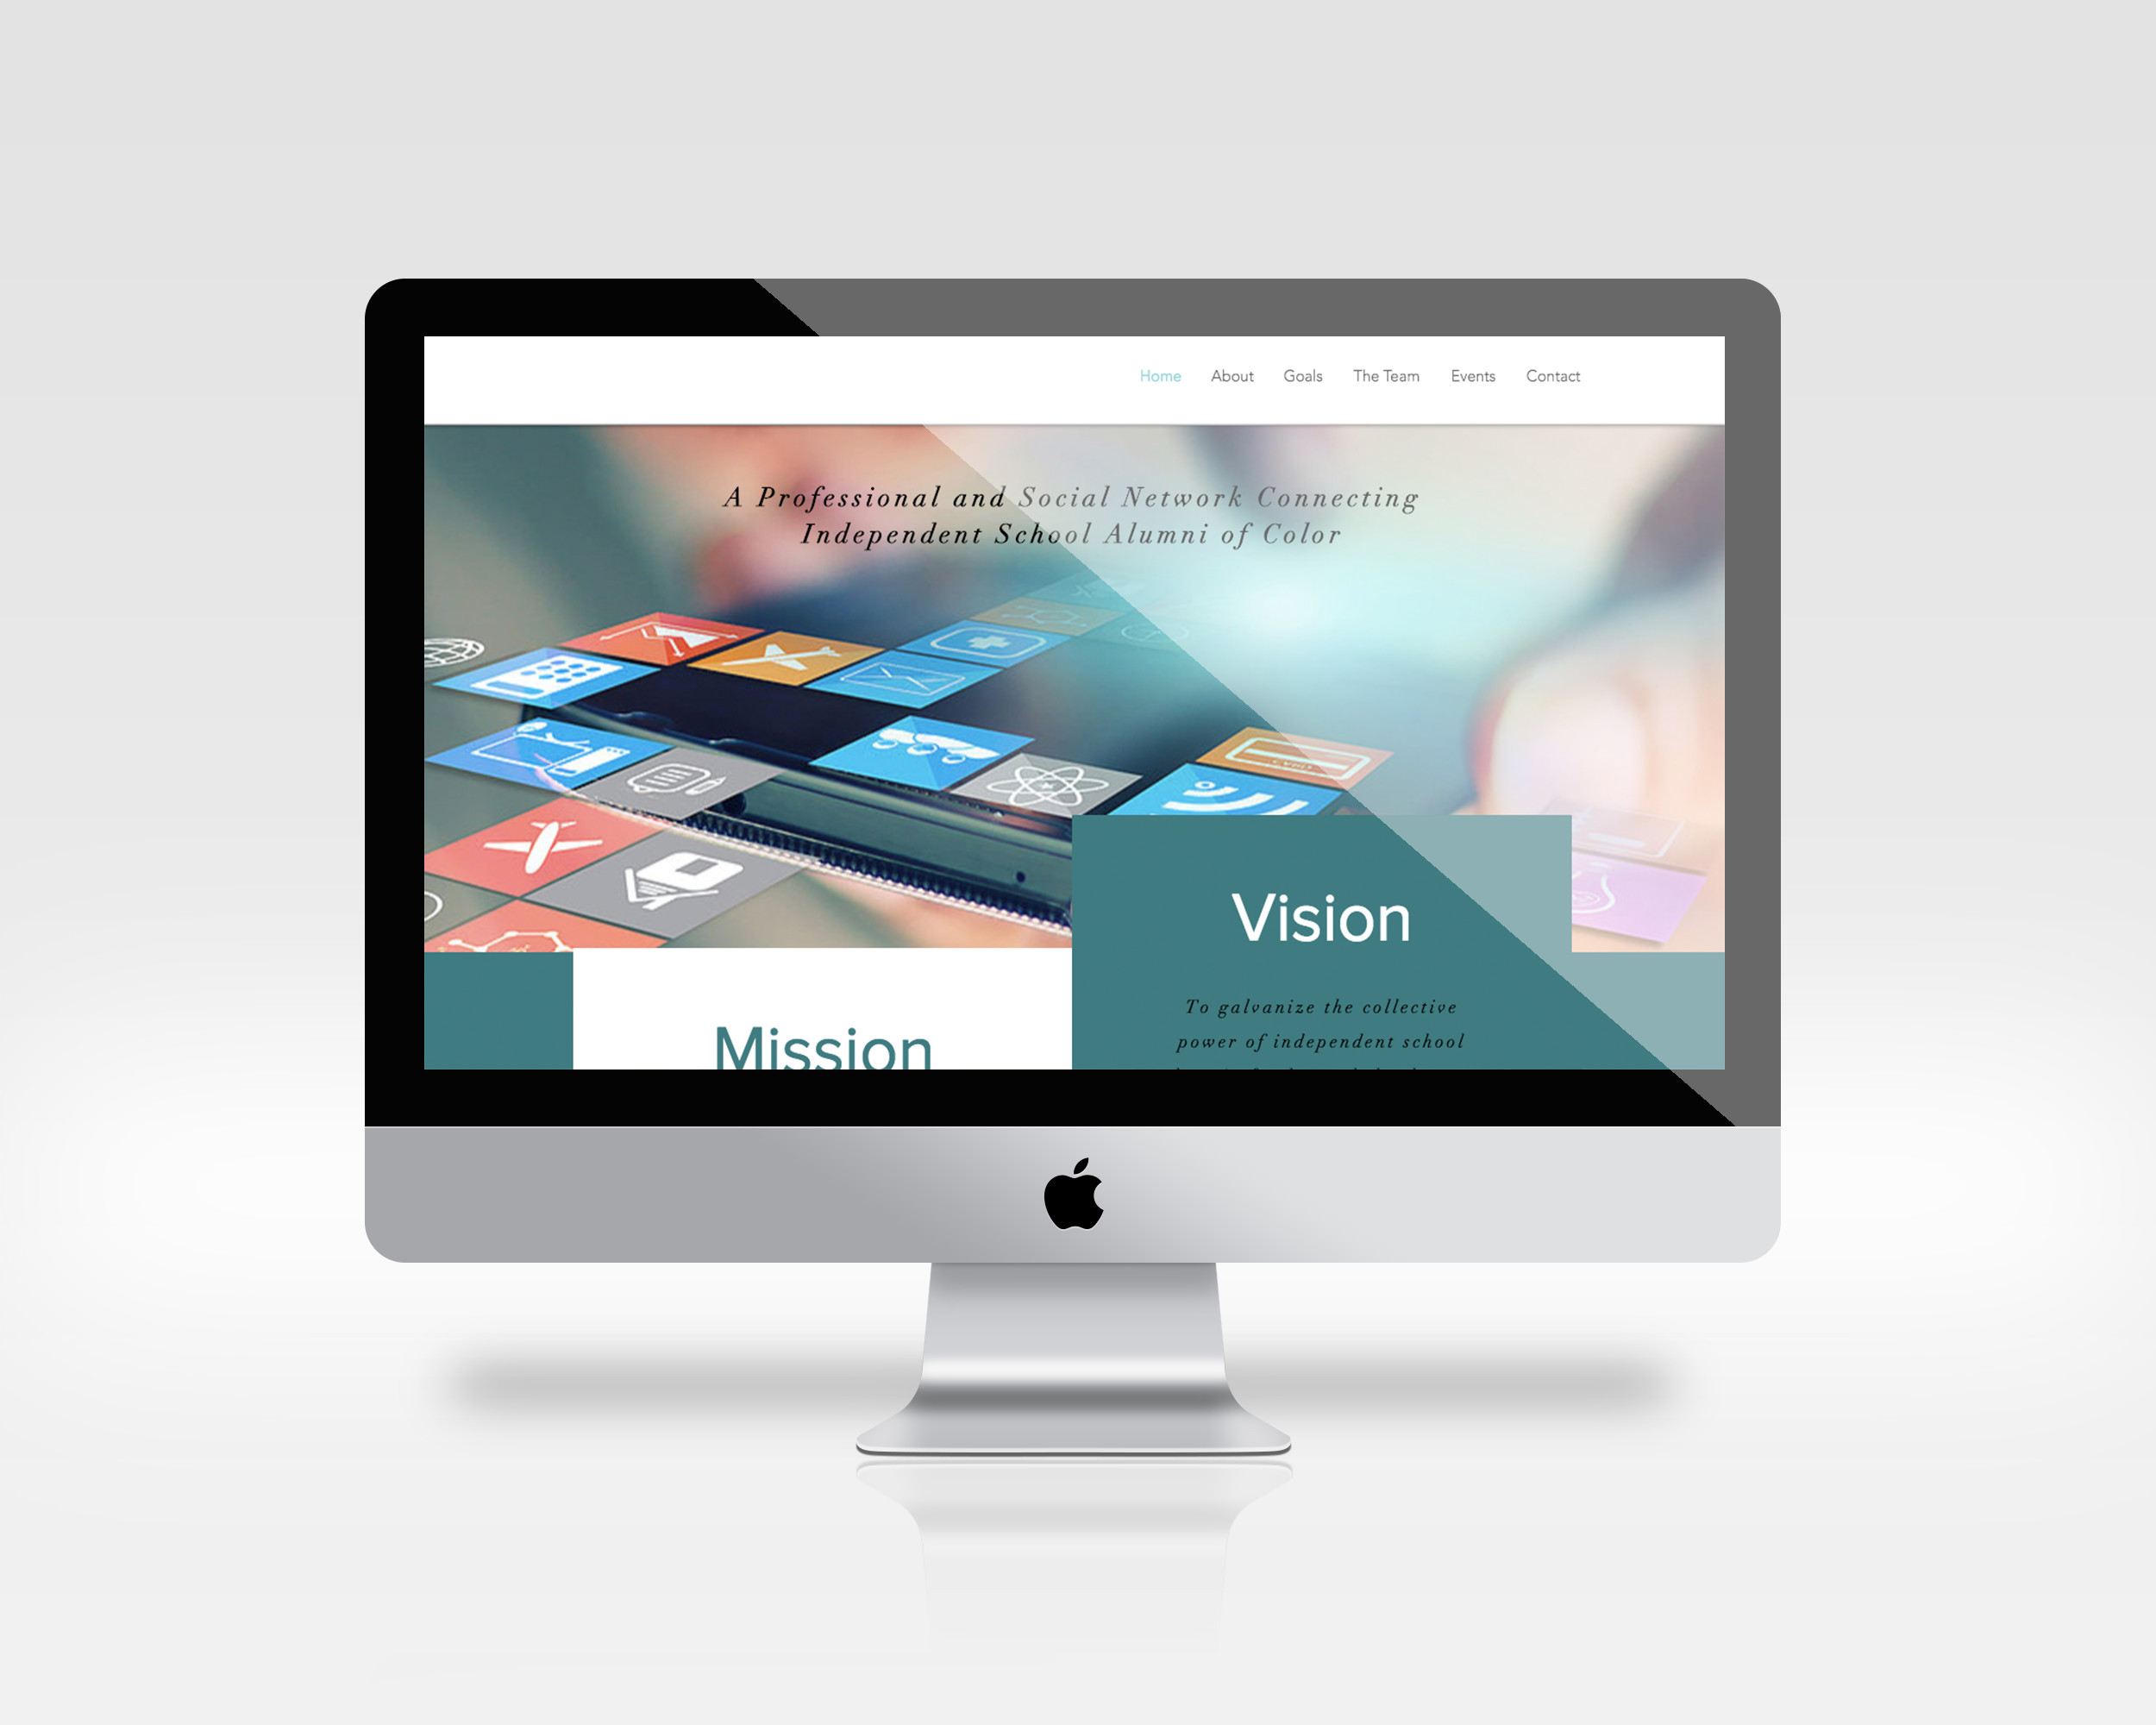 Home About Goals The Team Events Contact
A Professional and Social Network Connecting
Independent School Alumni of Color
Vision
To galvanize the collective
power of independent school
Mission